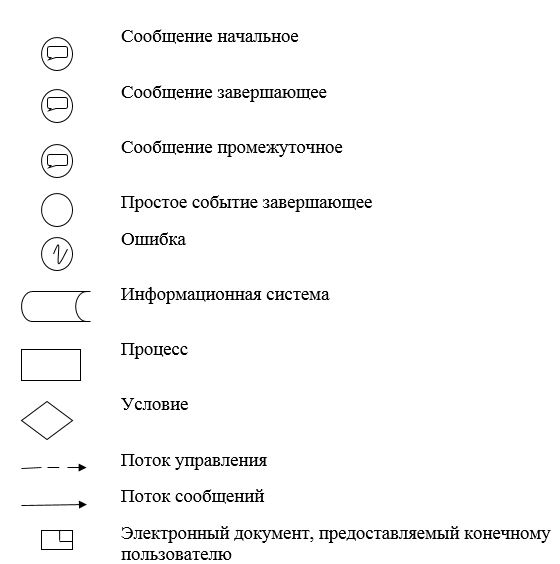 Сообщение начальное
Сообщение завершающее
Сообщение промежуточное
Простое событие завершающее
Ошибка
Информационная система
Процесс
Условие
Поток управления
Поток сообщений
Электронный документ, предоставляемый конечному
пользователю